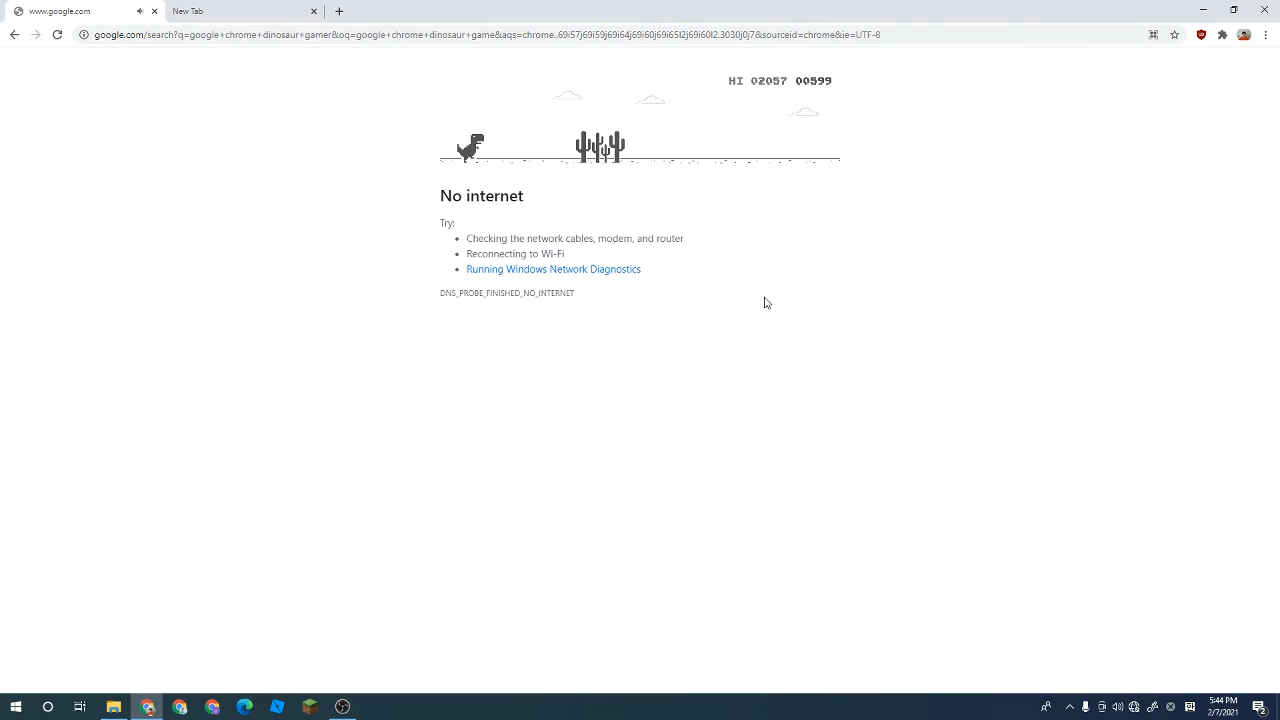 www.google.com
New Tab
google.com/search?q=google+chrome+dinosaur+gamer&oq=google+chrome+dinosaur+game&aqs=chrome..69i57j69i59j69i64j69i60j69i65l2j69i60l2.3030j0j7&sourceid=chrome&ie=UTF-8
HI 02057 00599
No internet
Try:
Checking the network cables, modem, and router
Reconnecting to Wi-Fi
Running Windows Network Diagnostics
DNS_PROBE_FINISHED_NO_INTERNET
5:44 PM
2/7/2021